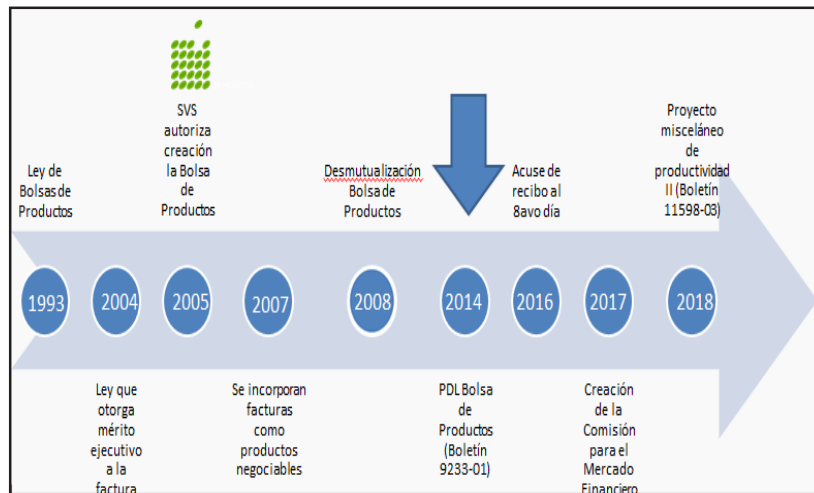 SVS
autoriza
creación
la Bolsa
de
Productos
Proyecto
misceláneo
de
productividad
II (Boletín
11598-03)
Ley de
Bolsas de
Productos
Desmutualización
Bolsa de
Productos
Acuse de
recibo al
8avo día
1993
2004
2005
2007
2008
2014
2016
2017
2018
Ley que
otorga
mérito
ejecutivo
a la
factura
Se incorporan
facturas
como
productos
negociables
PDL Bolsa
de
Productos
(Boletín
9233-01)
Creación
de la
Comisión
para el
Mercado
Financiero